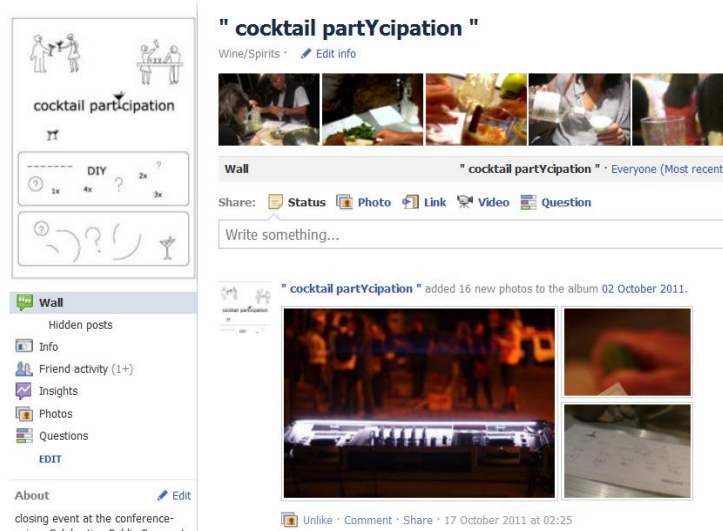 " cocktail partYcipation "
Wine/Spirits · Edit info
cocktail participation
DIY
?
2x
?
1x
4x
?
3x
?
?
Wall
" cocktail partYcipation " · Everyone (Most recent
Share: Status Photo Link Video Question
Write something...
" cocktail partYcipation " added 16 new photos to the album 02 October 2011.
cocktail participation
Unlike · Comment · Share · 17 October 2011 at 02:25
Wall
Hidden posts
Info
Friend activity (1+)
Insights
Photos
Questions
EDIT
About
Edit
closing event at the conference-